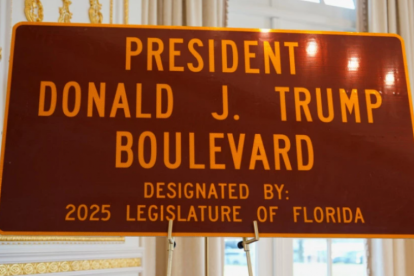 PRESIDENT
DONALD J. TRUMP
BOULEVARD
DESIGNATED BY:
2025 LEGISLATURE OF FLORIDA